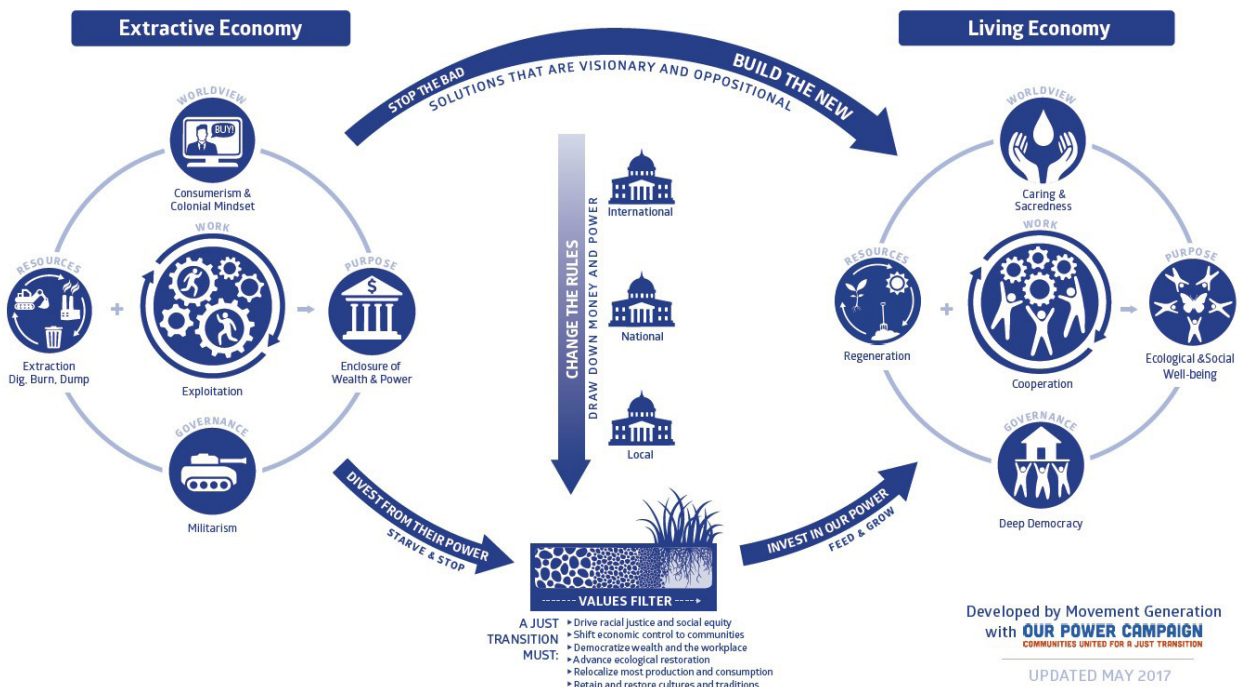 Extractive Economy
Living Economy
STOP THE BAD
BUILD THE NEW
SOLUTIONS THAT ARE VISIONARY AND OPPOSITIONAL
WORLDVIEW
BUY!
Consumerism &
Colonial Mindset
RESOURCES
Extraction
Dig, Burn, Dump
+
WORK
Exploitation
PURPOSE
$
Enclosure of
Wealth & Power
GOVERNANCE
Militarism
CHANGE THE RULES
DRAW DOWN MONEY AND POWER
International
National
Local
WORLDVIEW
Caring &
Sacredness
RESOURCES
Regeneration
+
WORK
Cooperation
PURPOSE
Ecological &Social
Well-being
GOVERNANCE
Deep Democracy
DIVEST FROM THEIR POWER
STARVE & STOP
INVEST IN OUR POWER
FEED & GROW
VALUES FILTER
A JUST
TRANSITION
MUST:
Drive racial justice and social equity
Shift economic control to communities
Democratize wealth and the workplace
Advance ecological restoration
Relocalize most production and consumption
Retain and restore cultures and traditions
Developed by Movement Generation
with OUR POWER CAMPAIGN
COMMUNITIES UNITED FOR A JUST TRANSITION
UPDATED MAY 2017